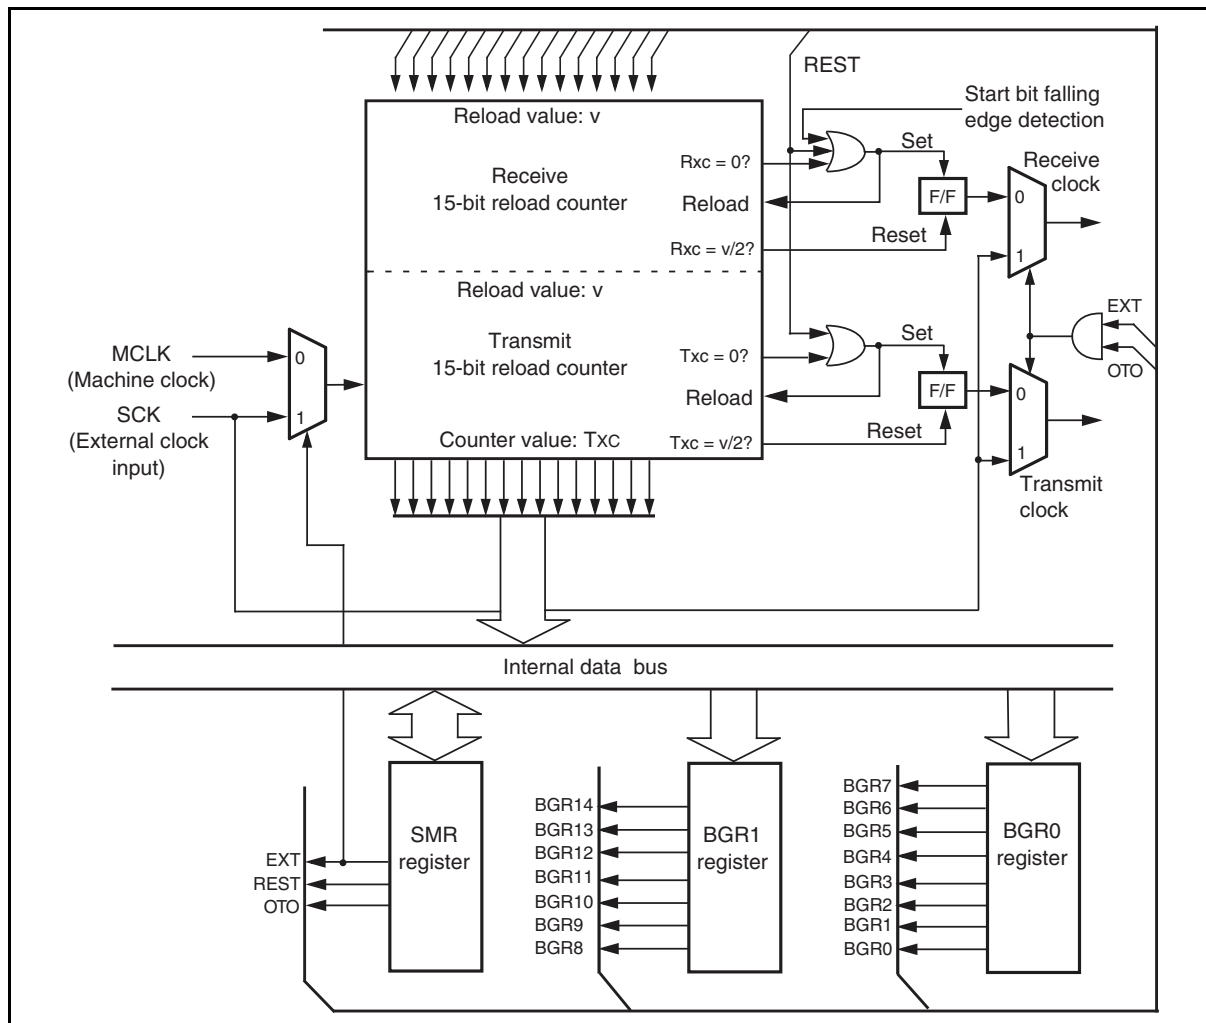 REST
Start bit falling
edge detection
Reload value: v
Receive
15-bit reload counter
Rxc = 0?
Reload
Rxc = v/2?
Set
F/F
Reset
Receive
clock
0
1
Reload value: v
Transmit
15-bit reload counter
Txc = 0?
Reload
Txc = v/2?
Counter value: TXC
Set
F/F
Reset
EXT
OTO
0
1
Transmit
clock
MCLK
(Machine clock)
SCK
(External clock
input)
0
1
Internal data bus
SMR
register
EXT
REST
OTO
BGR14
BGR13
BGR12
BGR11
BGR10
BGR9
BGR8
BGR1
register
BGR7
BGR6
BGR5
BGR4
BGR3
BGR2
BGR1
BGR0
BGR0
register